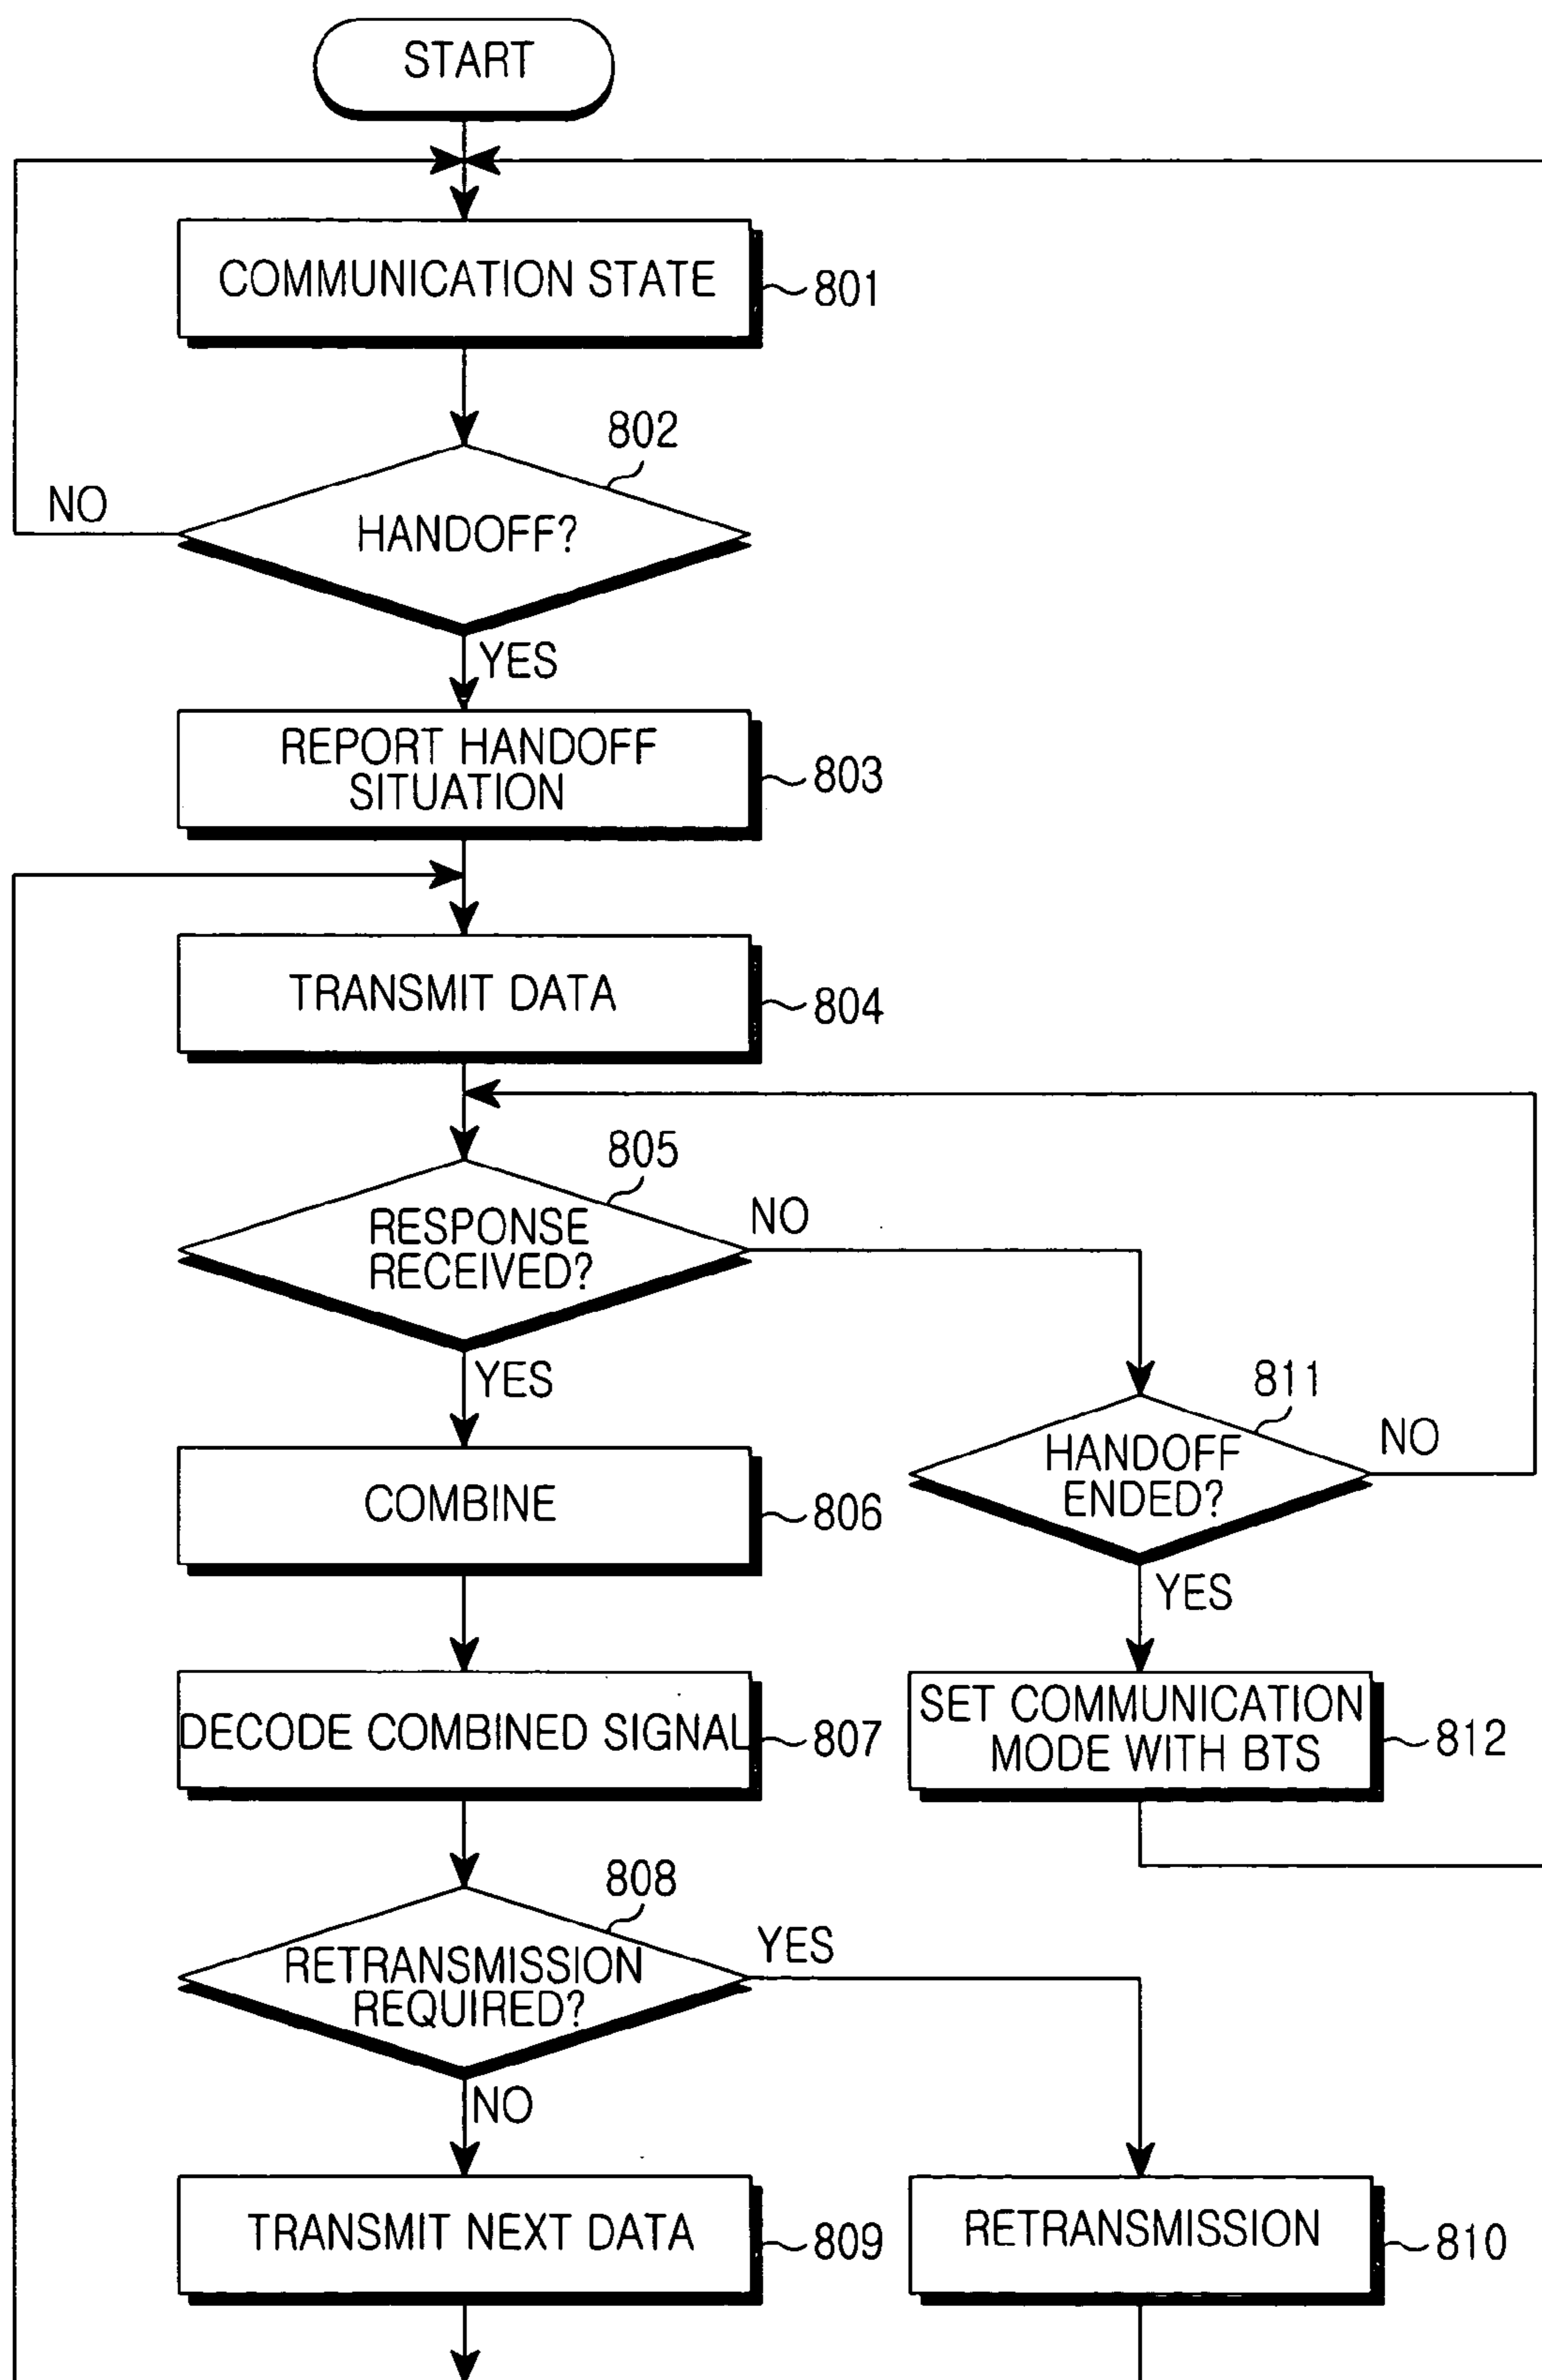 START
COMMUNICATION STATE
801
802
NO
HANDOFF?
YES
REPORT HANDOFF
SITUATION
803
TRANSMIT DATA
804
805
RESPONSE
RECEIVED?
NO
YES
811
HANDOFF
ENDED?
NO
YES
COMBINE
806
DECODE COMBINED SIGNAL
807
SET COMMUNICATION
MODE WITH BTS
812
808
RETRANSMISSION
REQUIRED?
YES
NO
TRANSMIT NEXT DATA
809
RETRANSMISSION
810